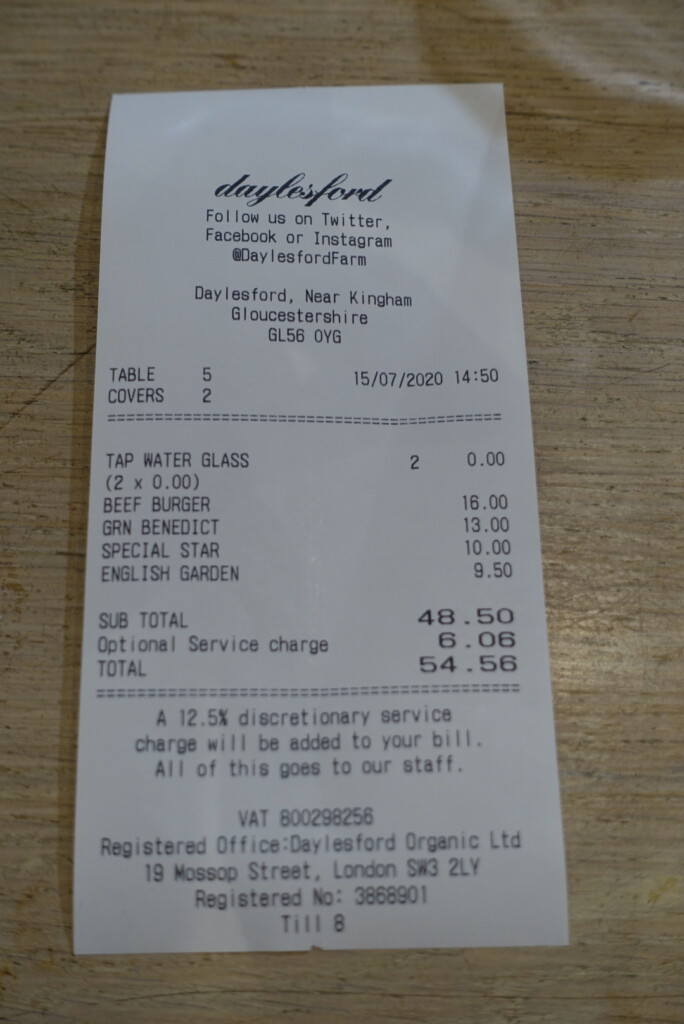 daylesford
Follow us on Twitter,
Facebook or Instagram
@DaylesfordFarm
Daylesford, Near Kingham
Gloucestershire
GL56 0YG
TABLE 5 15/07/2020 14:50
COVERS 2
========================================
TAP WATER GLASS 2 0.00
(2 x 0.00)
BEEF BURGER 16.00
GRN BENEDICT 13.00
SPECIAL STAR 10.00
ENGLISH GARDEN 9.50
SUB TOTAL 48.50
Optional Service charge 6.06
TOTAL 54.56
========================================
A 12.5% discretionary service
charge will be added to your bill.
All of this goes to our staff.
VAT 800298256
Registered Office:Daylesford Organic Ltd
19 Mossop Street, London SW3 2LY
Registered No: 3868901
Till 8